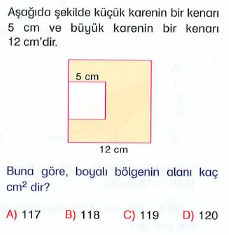 Aşağıda şekilde küçük karenin bir kenarı
5 cm ve büyük karenin bir kenarı
12 cm'dir.
5 cm
12 cm
Buna göre, boyalı bölgenin alanı kaç
cm² dir?
A) 117 B) 118 C) 119 D) 120